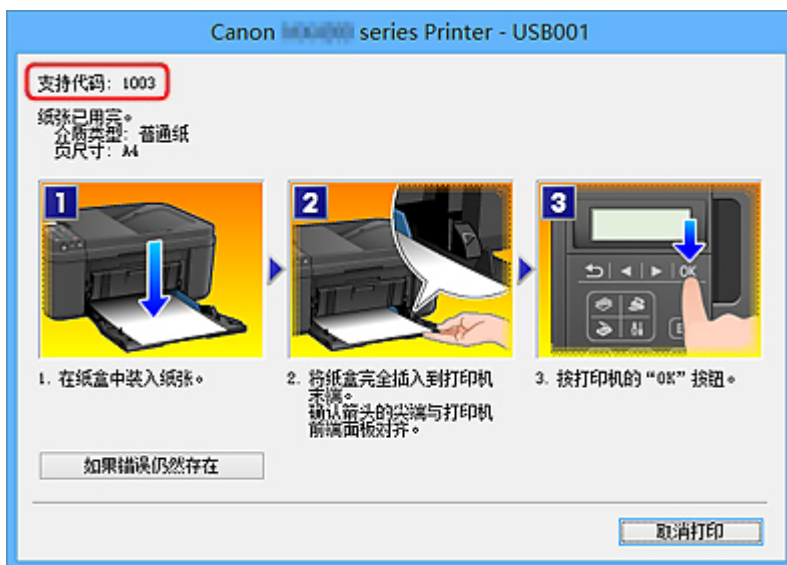 Canon series Printer - USB001
支持代码: 1003
纸张已用完。
介质类型: 普通纸
页尺寸: A4
1
2
3
OK
1. 在纸盒中装入纸张。
2. 将纸盒完全插入到打印机
末端。
确认箭头的尖端与打印机
前端面板对齐。
3. 按打印机的“OK”按钮。
如果错误仍然存在
取消打印